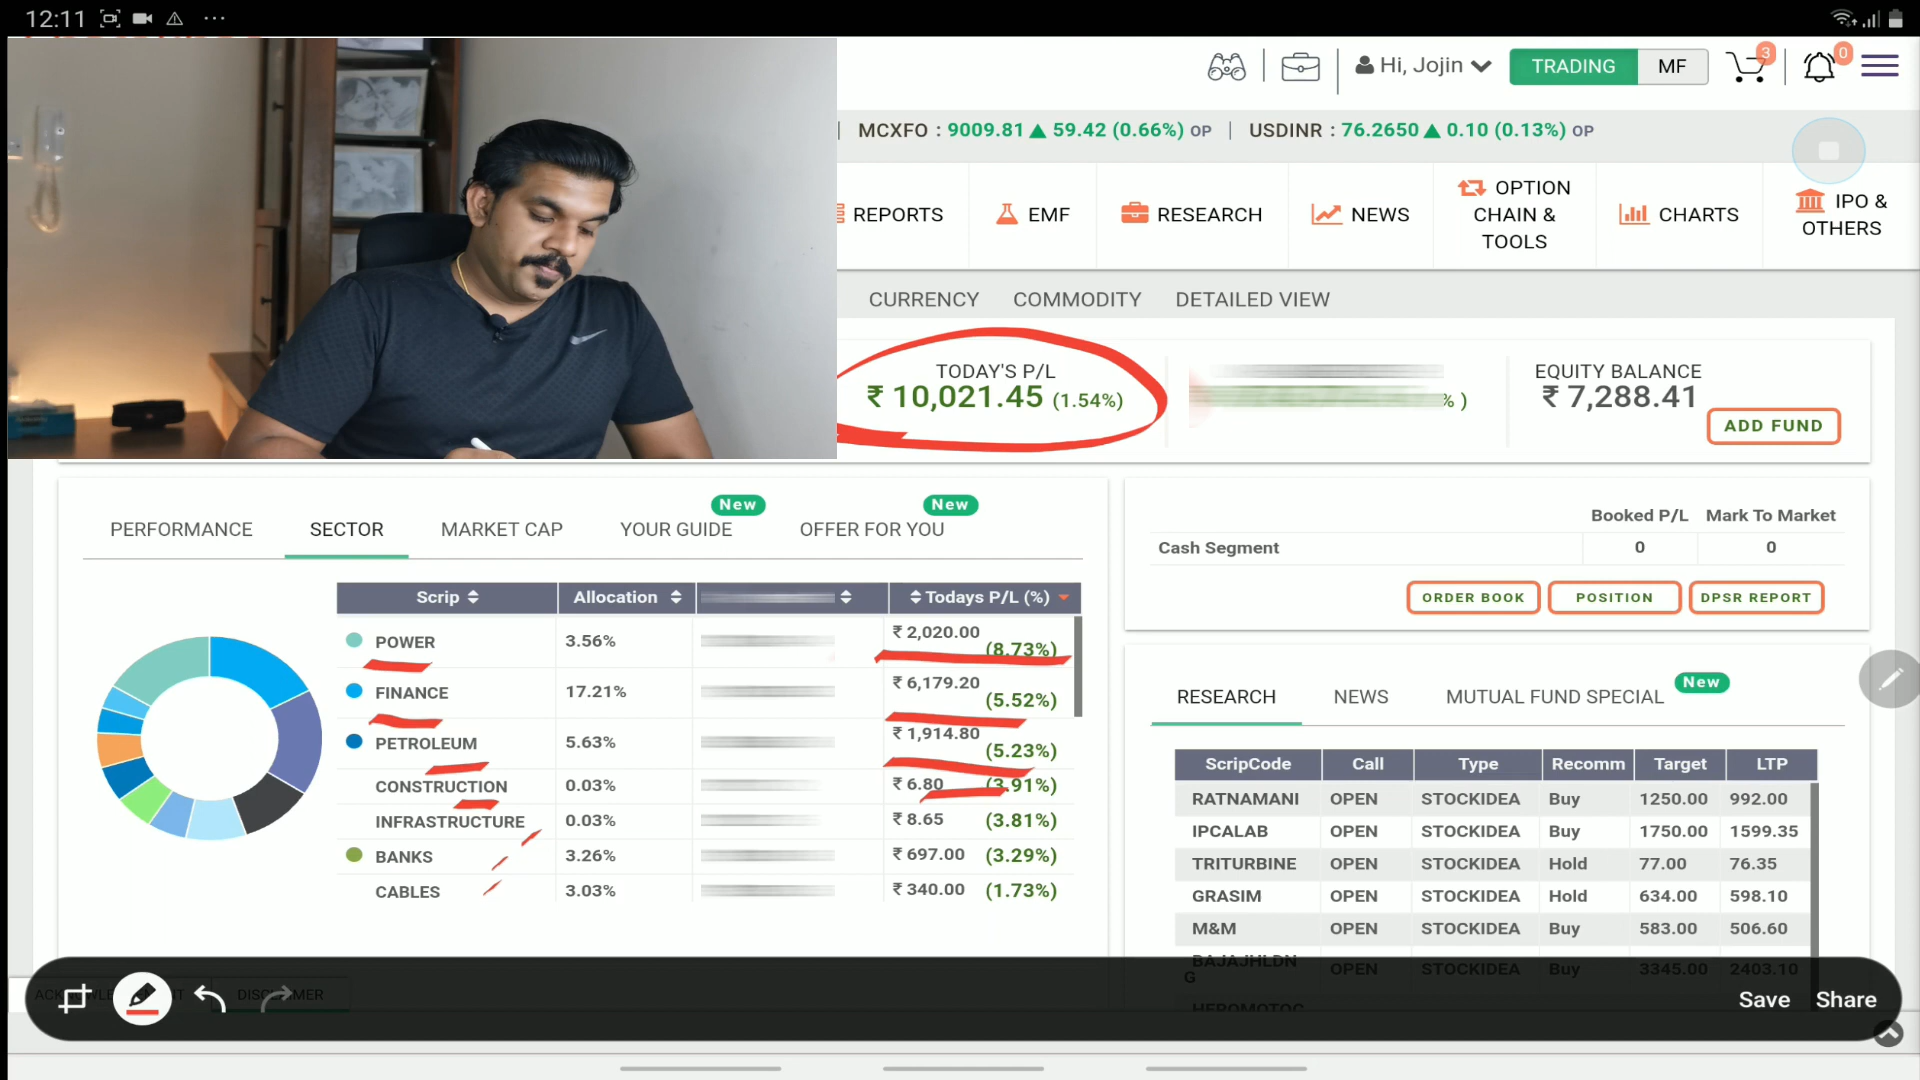 12:11
Hi, Jojin
TRADING MF
3
0
MCXFO : 9009.81 ▲ 59.42 (0.66%) OP | USDINR : 76.2650 ▲ 0.10 (0.13%) OP
REPORTS
EMF
RESEARCH
NEWS
OPTION
CHAIN &
TOOLS
CHARTS
IPO &
OTHERS
CURRENCY COMMODITY DETAILED VIEW
TODAY'S P/L
₹ 10,021.45 (1.54%)
% )
EQUITY BALANCE
₹ 7,288.41
ADD FUND
New New
PERFORMANCE SECTOR MARKET CAP YOUR GUIDE OFFER FOR YOU
Scrip Allocation Todays P/L (%)
POWER 3.56% ₹ 2,020.00 (8.73%)
FINANCE 17.21% ₹ 6,179.20 (5.52%)
PETROLEUM 5.63% ₹ 1,914.80 (5.23%)
CONSTRUCTION 0.03% ₹ 6.80 (3.91%)
INFRASTRUCTURE 0.03% ₹ 8.65 (3.81%)
BANKS 3.26% ₹ 697.00 (3.29%)
CABLES 3.03% ₹ 340.00 (1.73%)
Booked P/L Mark To Market
Cash Segment 0 0
ORDER BOOK POSITION DPSR REPORT
New
RESEARCH NEWS MUTUAL FUND SPECIAL
ScripCode Call Type Recomm Target LTP
RATNAMANI OPEN STOCKIDEA Buy 1250.00 992.00
IPCALAB OPEN STOCKIDEA Buy 1750.00 1599.35
TRITURBINE OPEN STOCKIDEA Hold 77.00 76.35
GRASIM OPEN STOCKIDEA Hold 634.00 598.10
M&M OPEN STOCKIDEA Buy 583.00 506.60
BAJAJHLDN
G OPEN STOCKIDEA Buy 3345.00 2403.10
HEROMOTOC
DISCLAIMER
Save Share